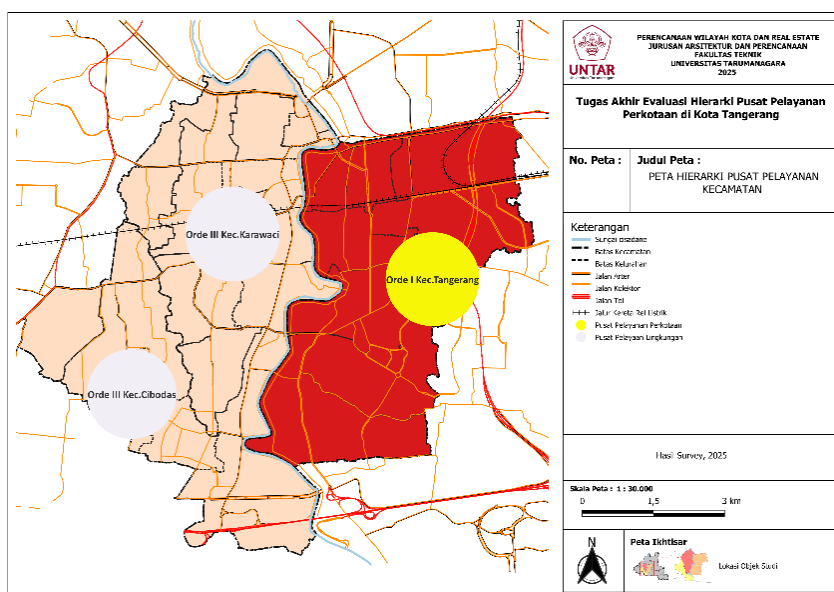 Orde III Kec.Karawaci
Orde I Kec.Tangerang
Orde III Kec.Cibodas
UNTAR
PERENCANAAN WILAYAH KOTA DAN REAL ESTATE
JURUSAN ARSITEKTUR DAN PERENCANAAN
FAKULTAS TEKNIK
UNIVERSITAS TARUMANAGARA
2025
Tugas Akhir Evaluasi Hierarki Pusat Pelayanan
Perkotaan di Kota Tangerang
No. Peta :
Judul Peta :
PETA HIERARKI PUSAT PELAYANAN
KECAMATAN
Keterangan
Sungai Cisadane
Batas Kecamatan
Batas Kelurahan
Jalan Arteri
Jalan Kolektor
Jalan Tol
Jalur Kereta Rel Listrik
Pusat Pelayanan Perkotaan
Pusat Pelayaan Lingkungan
Hasil Survey, 2025
Skala Peta : 1 : 30.000
0 1,5 3 km
N
Peta Ikhtisar
Lokasi Objek Studi